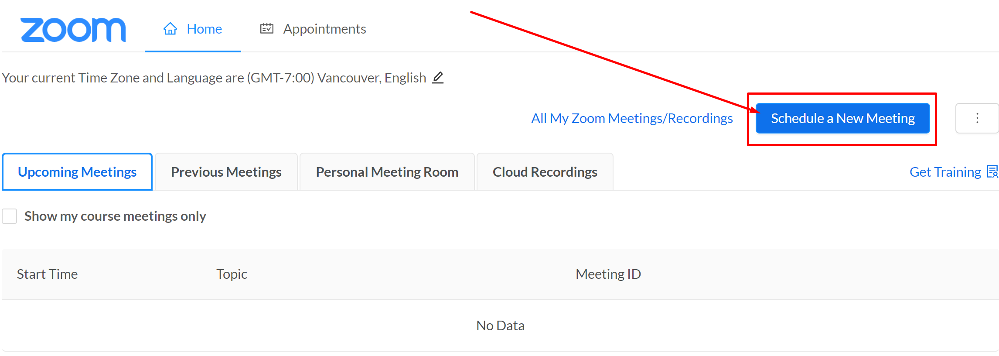 zoom Home Appointments
Your current Time Zone and Language are (GMT-7:00) Vancouver, English
All My Zoom Meetings/Recordings Schedule a New Meeting
Upcoming Meetings Previous Meetings Personal Meeting Room Cloud Recordings Get Training
Show my course meetings only
Start Time Topic Meeting ID
No Data